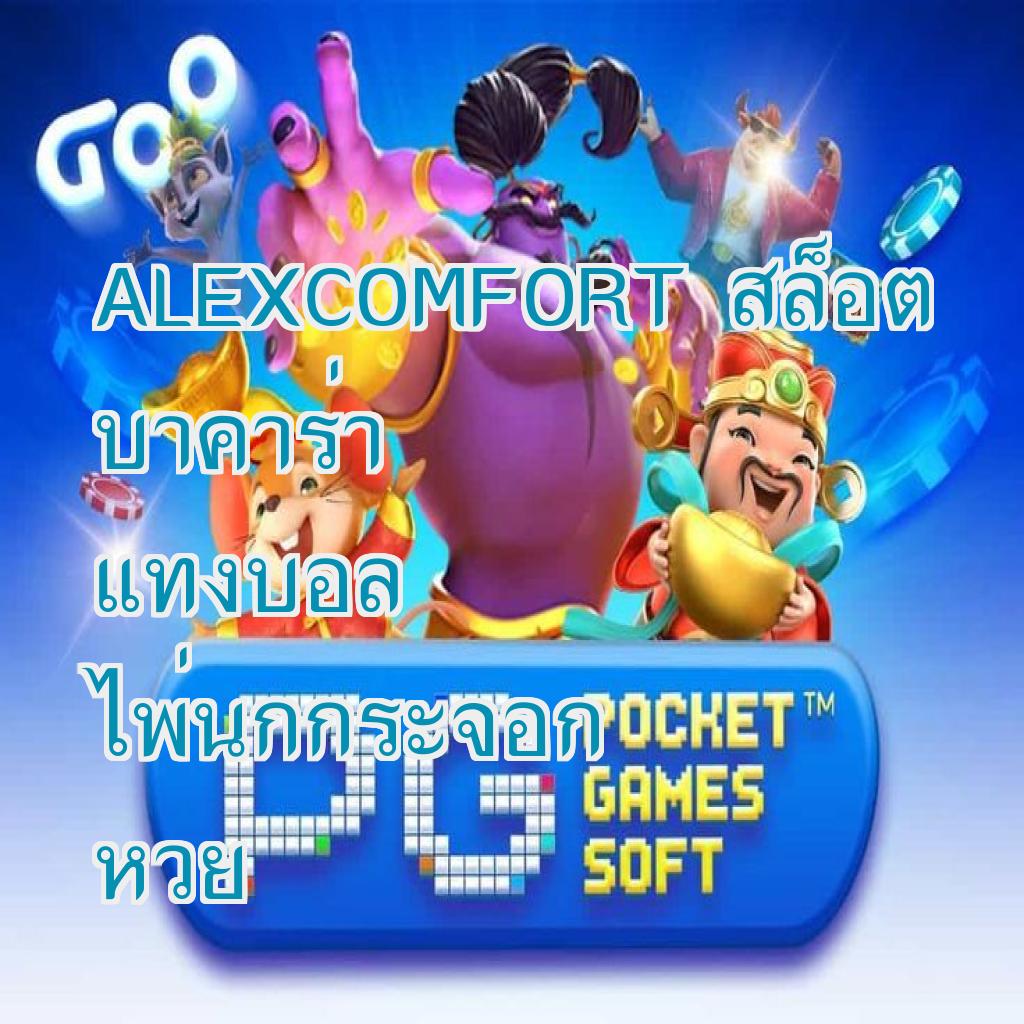 GOO
ALEXCOMFORT สล็อต
บาคาร่า
แทงบอล
ไพ่นกกระจอก
หวย
PG
POCKET™
GAMES
SOFT